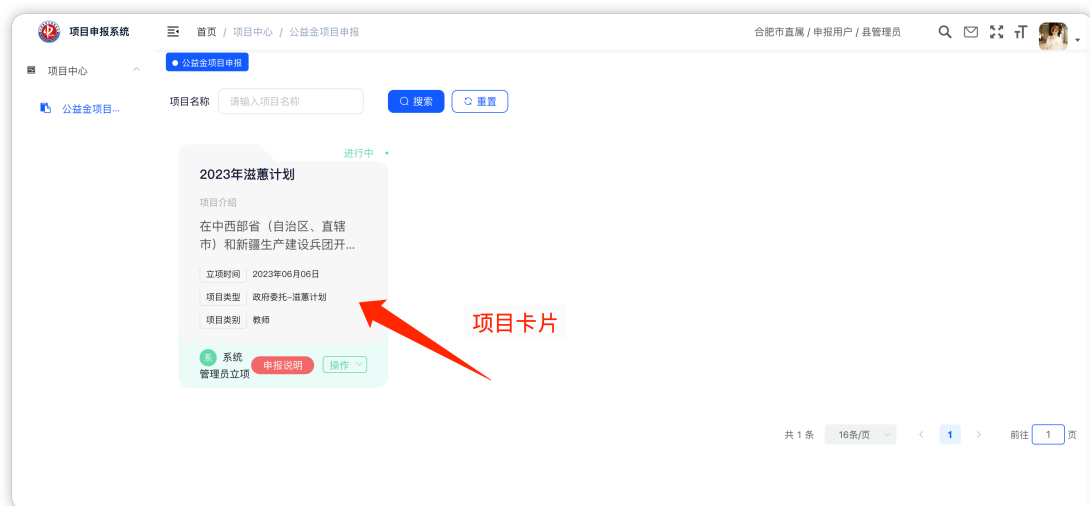 项目申报系统
首页 / 项目中心 / 公益金项目申报
合肥市直属 / 申报用户 / 县管理员
项目中心
公益金项目...
公益金项目申报
项目名称 请输入项目名称 搜索 重置
进行中
2023年滋蕙计划
项目介绍
在中西部省（自治区、直辖
市）和新疆生产建设兵团开...
立项时间 2023年06月06日
项目类型 政府委托-滋蕙计划
项目类别 教师
项目卡片
系 系统
管理员立项
申报说明 操作
共 1 条 16条/页 1 前往 1 页